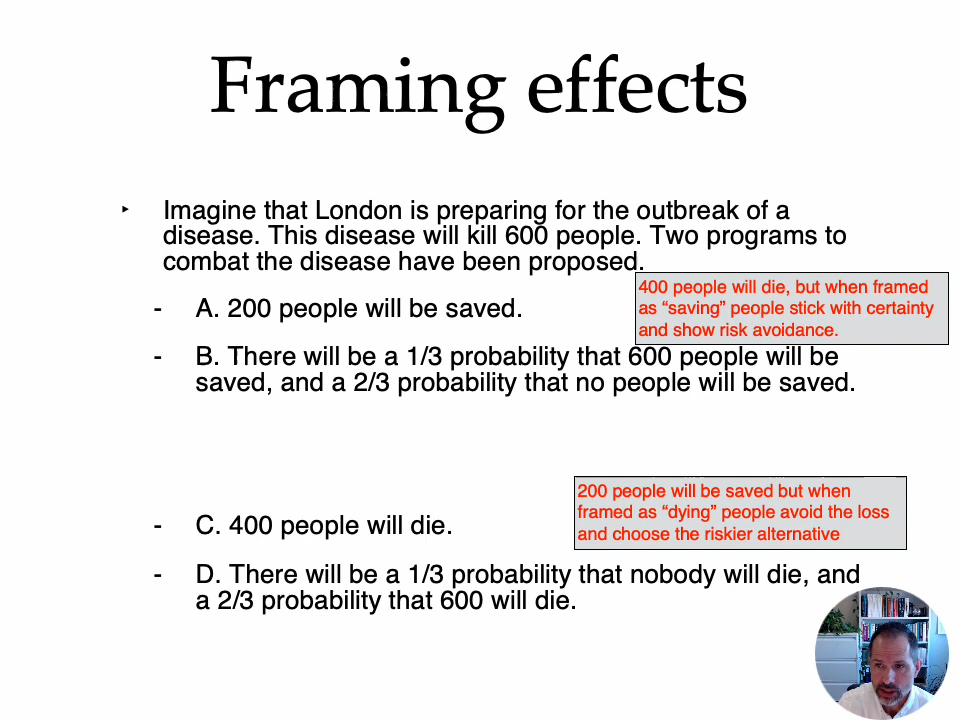 Framing effects
‣ Imagine that London is preparing for the outbreak of a
disease. This disease will kill 600 people. Two programs to
combat the disease have been proposed.
400 people will die, but when framed
as “saving” people stick with certainty
and show risk avoidance.
- A. 200 people will be saved.
- B. There will be a 1/3 probability that 600 people will be
saved, and a 2/3 probability that no people will be saved.
200 people will be saved but when
framed as “dying” people avoid the loss
and choose the riskier alternative
- C. 400 people will die.
- D. There will be a 1/3 probability that nobody will die, and
a 2/3 probability that 600 will die.